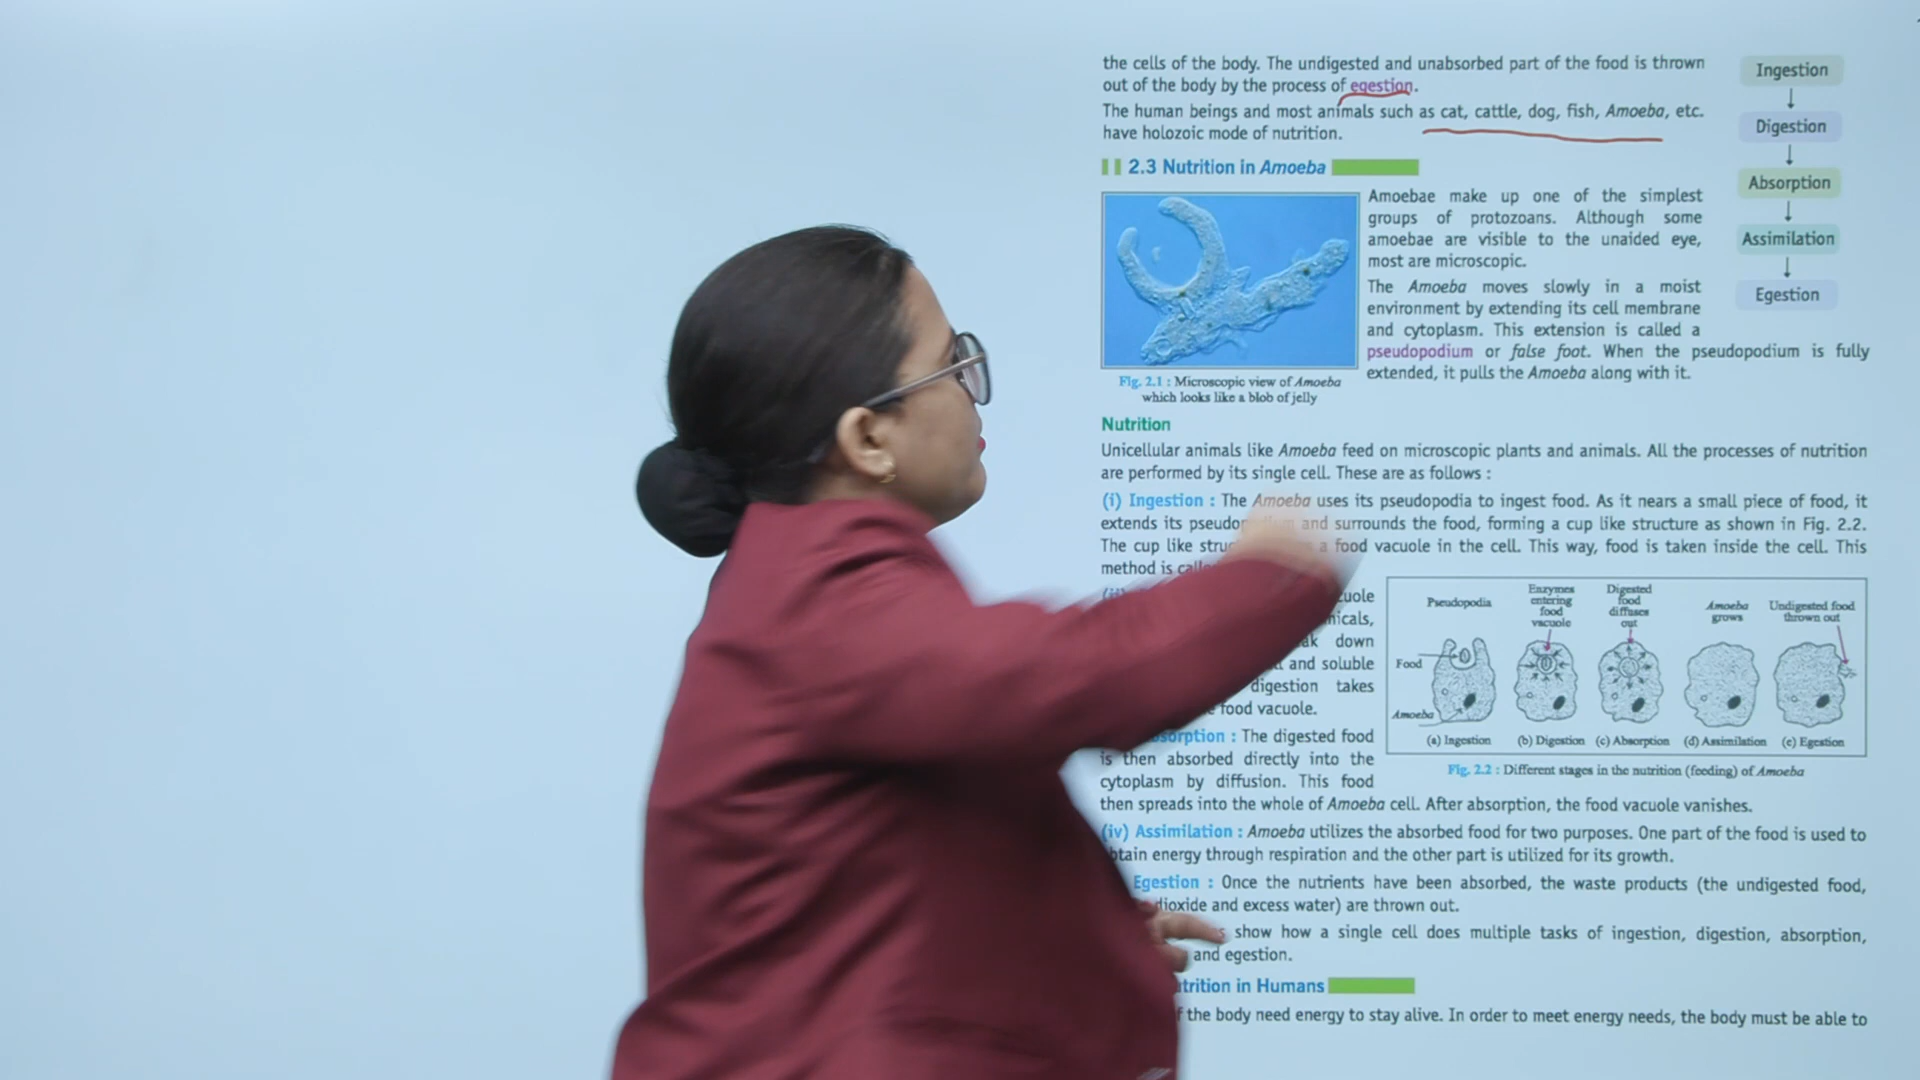 the cells of the body. The undigested and unabsorbed part of the food is thrown
out of the body by the process of egestion.
The human beings and most animals such as cat, cattle, dog, fish, Amoeba, etc.
have holozoic mode of nutrition.
Ingestion
Digestion
Absorption
Assimilation
Egestion
2.3 Nutrition in Amoeba
Amoebae make up one of the simplest
groups of protozoans. Although some
amoebae are visible to the unaided eye,
most are microscopic.
The Amoeba moves slowly in a moist
environment by extending its cell membrane
and cytoplasm. This extension is called a
pseudopodium or false foot. When the pseudopodium is fully
extended, it pulls the Amoeba along with it.
Fig. 2.1 : Microscopic view of Amoeba
which looks like a blob of jelly
Nutrition
Unicellular animals like Amoeba feed on microscopic plants and animals. All the processes of nutrition
are performed by its single cell. These are as follows :
(i) Ingestion : The Amoeba uses its pseudopodia to ingest food. As it nears a small piece of food, it
extends its and surrounds the food, forming a cup like structure as shown in Fig. 2.2.
The cup like a food vacuole in the cell. This way, food is taken inside the cell. This
method is
down
and soluble
digestion takes
food vacuole.
: The digested food
is then absorbed directly into the
cytoplasm by diffusion. This food
then spreads into the whole of Amoeba cell. After absorption, the food vacuole vanishes.
Pseudopodia
Enzymes
entering
food
vacuole
Digested
food
diffuses
out
Amoeba
grows
Undigested food
thrown out
Food
Amoeba
(a) Ingestion (b) Digestion (c) Absorption (d) Assimilation (e) Egestion
Fig. 2.2 : Different stages in the nutrition (feeding) of Amoeba
(iv) Assimilation : Amoeba utilizes the absorbed food for two purposes. One part of the food is used to
energy through respiration and the other part is utilized for its growth.
Egestion : Once the nutrients have been absorbed, the waste products (the undigested food,
dioxide and excess water) are thrown out.
show how a single cell does multiple tasks of ingestion, digestion, absorption,
and egestion.
in Humans
the body need energy to stay alive. In order to meet energy needs, the body must be able to